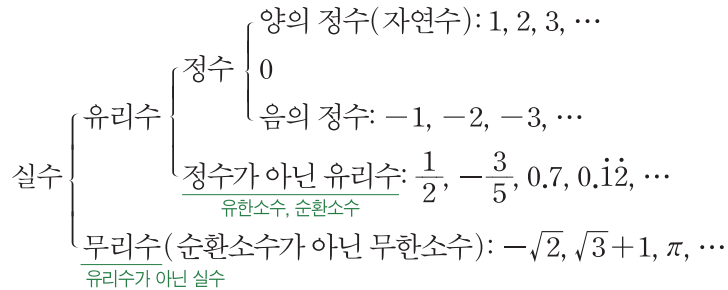 양의 정수(자연수): 1, 2, 3, …
정수
0
음의 정수: -1, -2, -3, …
유리수
실수
정수가 아닌 유리수: 1/2, -3/5, 0.7, 0.1̇2̇, …
유한소수, 순환소수
무리수(순환소수가 아닌 무한소수): -√2, √3+1, π, …
유리수가 아닌 실수